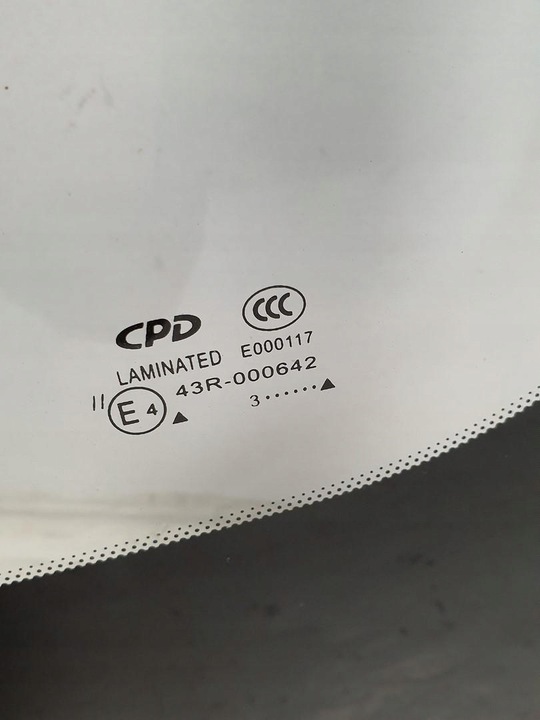 CPD CCC
LAMINATED E000117
II E4 43R-000642
▲ 3······▲